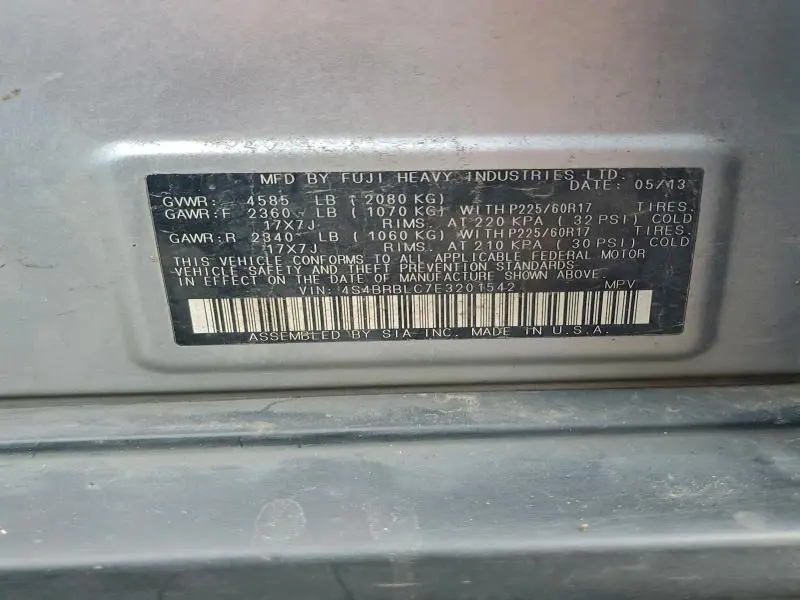 MFD BY FUJI HEAVY INDUSTRIES LTD.
DATE: 05/13
GVWR: 4585 LB ( 2080 KG)
GAWR:F 2360 LB ( 1070 KG) WITH P225/60R17 TIRES,
17X7J RIMS, AT 220 KPA ( 32 PSI) COLD
GAWR:R 2340 LB ( 1060 KG) WITH P225/60R17 TIRES,
17X7J RIMS, AT 210 KPA ( 30 PSI) COLD
THIS VEHICLE CONFORMS TO ALL APPLICABLE FEDERAL MOTOR
VEHICLE SAFETY AND THEFT PREVENTION STANDARDS
IN EFFECT ON THE DATE OF MANUFACTURE SHOWN ABOVE.
VIN: 4S4BRBLC7E3201542 MPV
ASSEMBLED BY SIA INC. MADE IN U.S.A.